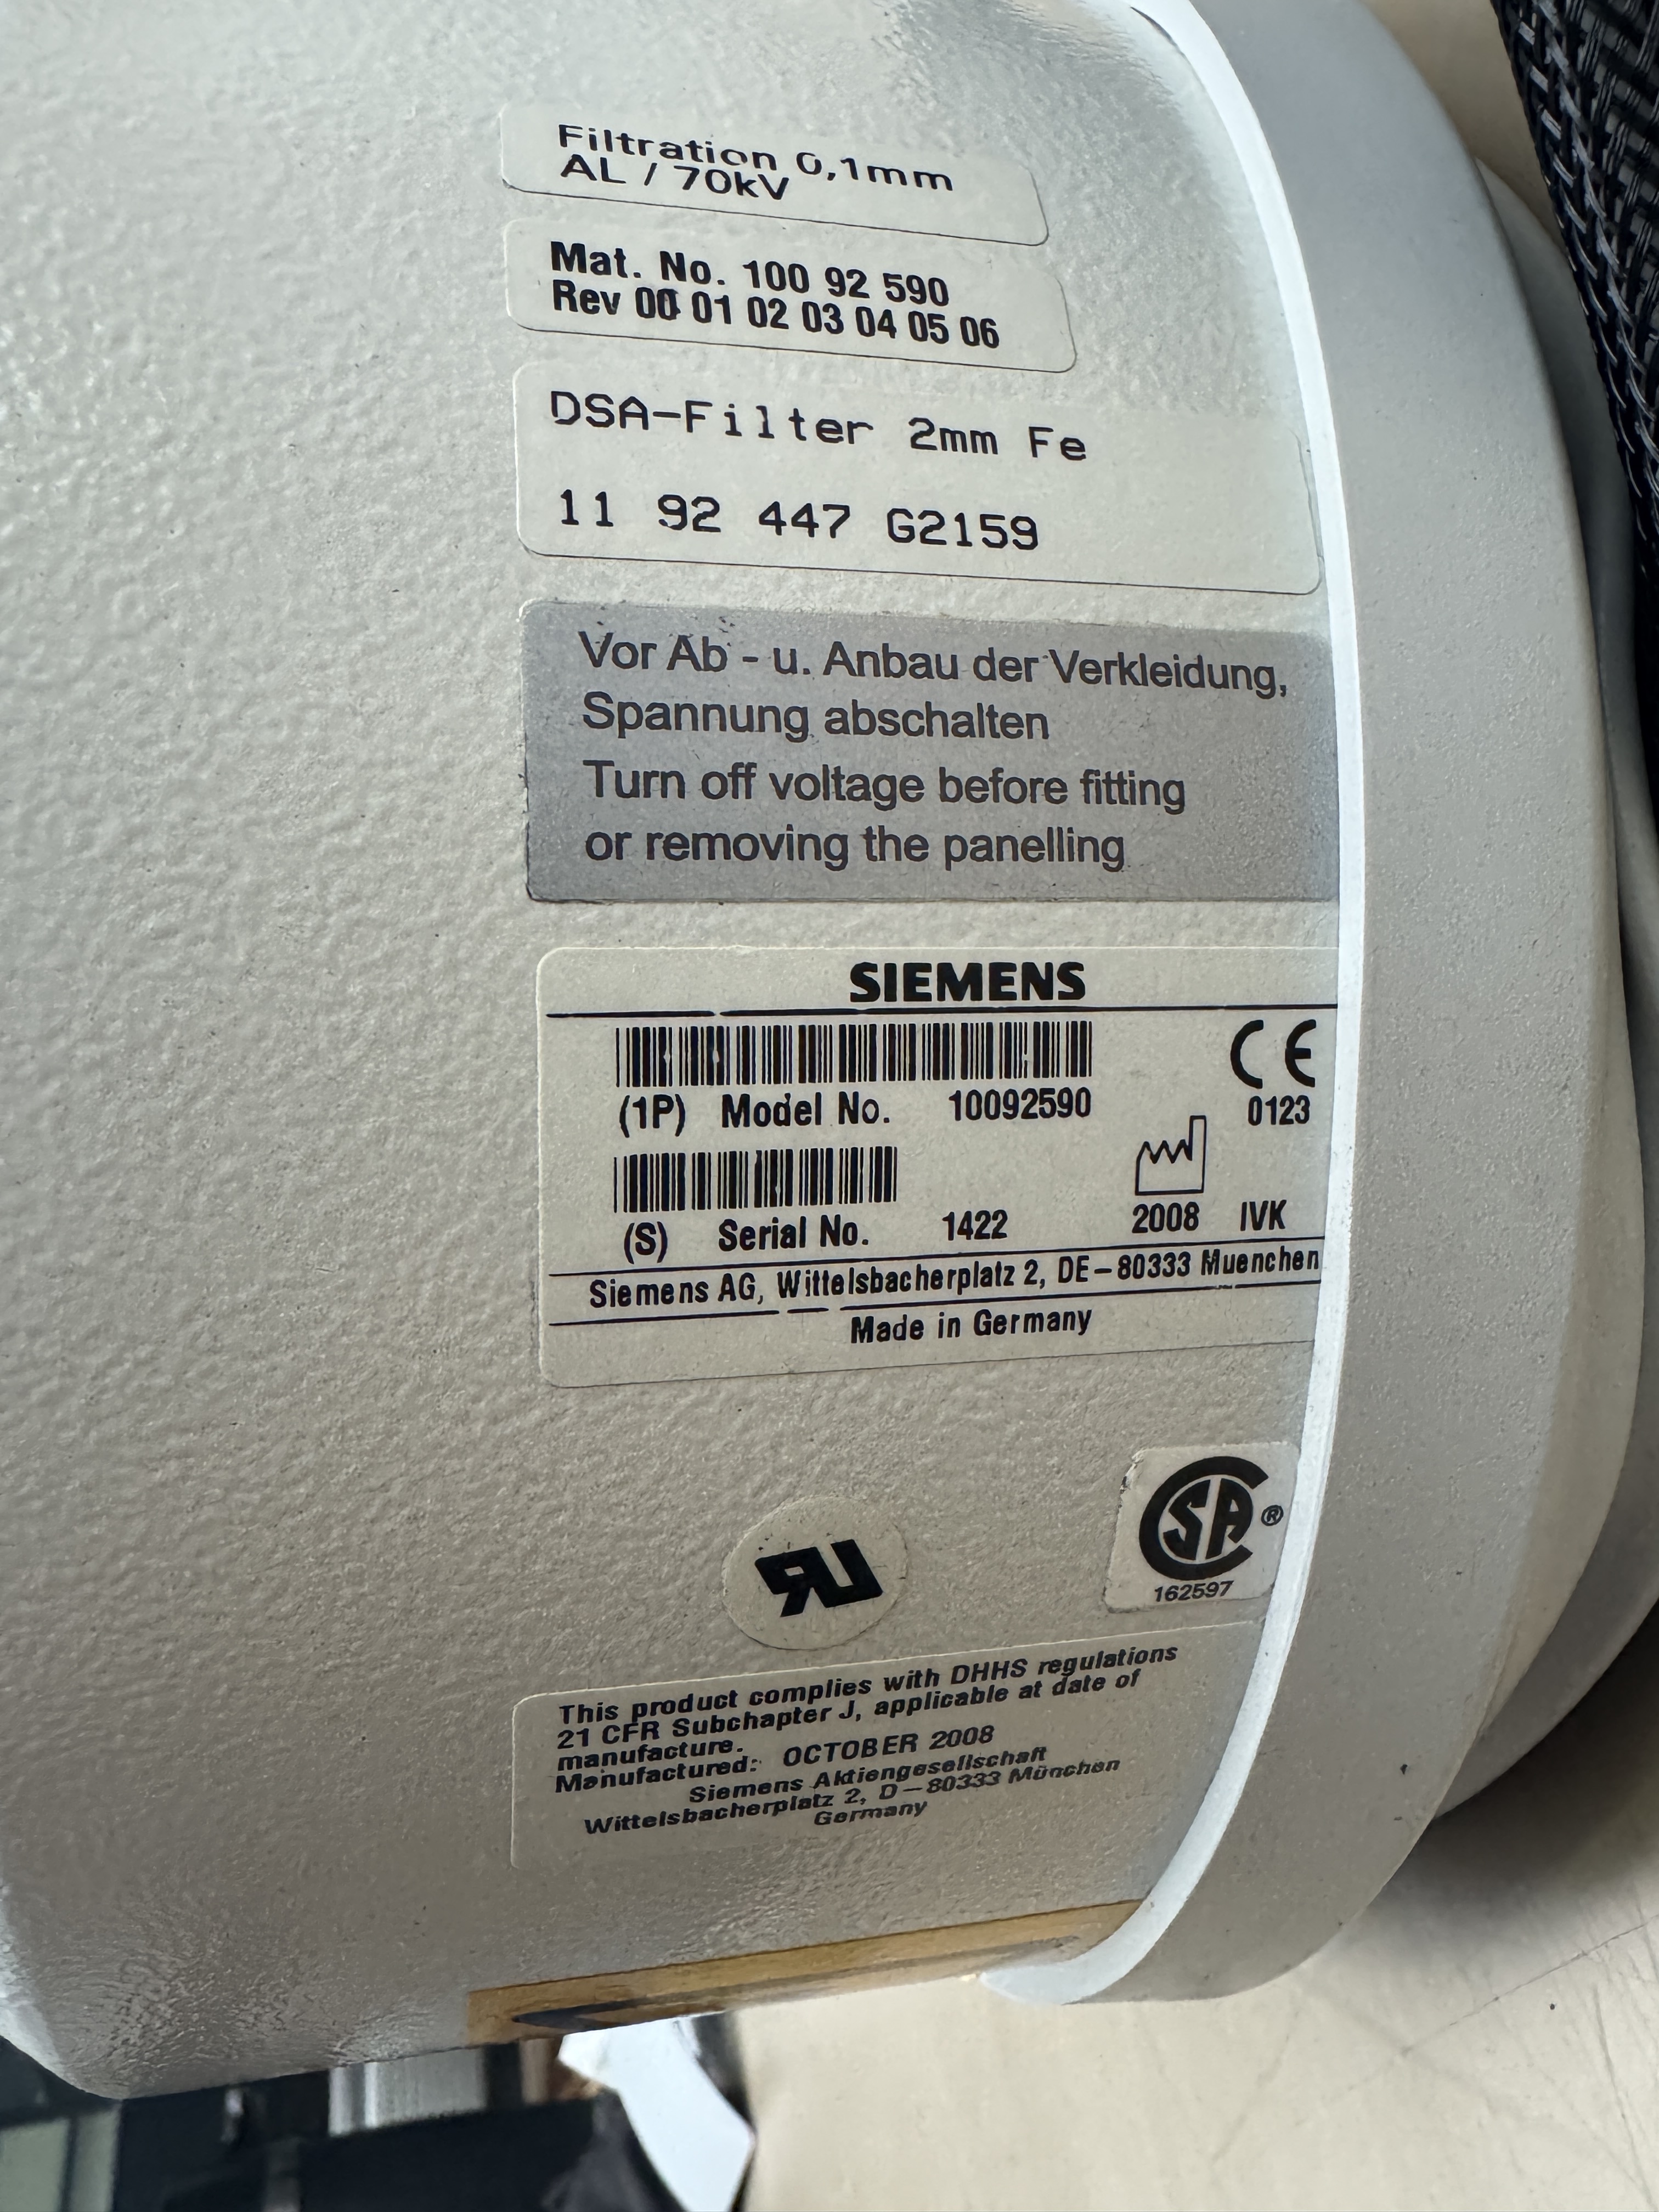 Filtration 0,1mm
AL / 70kV
Mat. No. 100 92 590
Rev 00 01 02 03 04 05 06
DSA-Filter 2mm Fe
11 92 447 G2159
Vor Ab - u. Anbau der Verkleidung,
Spannung abschalten
Turn off voltage before fitting
or removing the panelling
SIEMENS
(1P) Model No. 10092590
CE
0123
(S) Serial No. 1422
2008 IVK
Siemens AG, Wittelsbacherplatz 2, DE-80333 Muenchen
Made in Germany
RU
CSA ®
162597
This product complies with DHHS regulations
21 CFR Subchapter J, applicable at date of
manufacture.
Manufactured: OCTOBER 2008
Siemens Aktiengesellschaft
Wittelsbacherplatz 2, D-80333 München
Germany